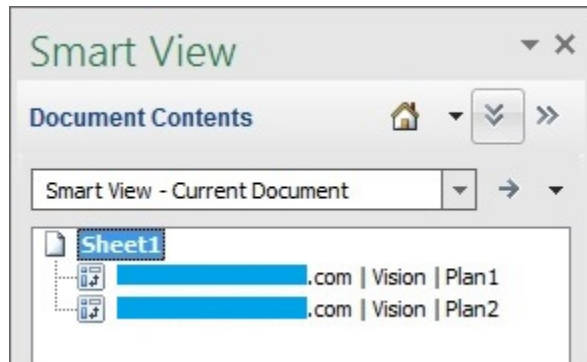 Smart View
Document Contents
Smart View - Current Document
Sheet1
.com | Vision | Plan1
.com | Vision | Plan2